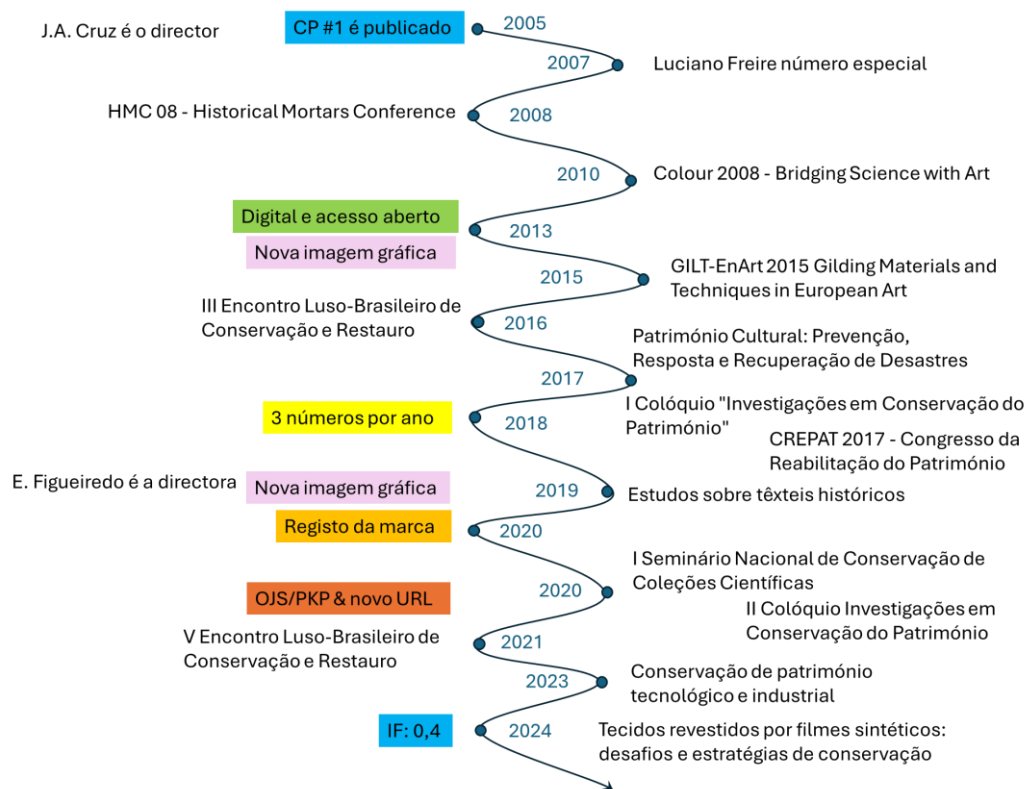 J.A. Cruz é o director
CP #1 é publicado
2005
2007
Luciano Freire número especial
HMC 08 - Historical Mortars Conference
2008
2010
Colour 2008 - Bridging Science with Art
Digital e acesso aberto
2013
Nova imagem gráfica
2015
GILT-EnArt 2015 Gilding Materials and
Techniques in European Art
III Encontro Luso-Brasileiro de
Conservação e Restauro
2016
Património Cultural: Prevenção,
Resposta e Recuperação de Desastres
2017
3 números por ano
2018
I Colóquio "Investigações em Conservação do
Património"
CREPAT 2017 - Congresso da
Reabilitação do Património
E. Figueiredo é a directora
Nova imagem gráfica
2019
Estudos sobre têxteis históricos
Registo da marca
2020
I Seminário Nacional de Conservação de
Coleções Científicas
2020
OJS/PKP & novo URL
II Colóquio Investigações em
Conservação do Património
V Encontro Luso-Brasileiro de
Conservação e Restauro
2021
2023
Conservação de património
tecnológico e industrial
IF: 0,4
2024
Tecidos revestidos por filmes sintéticos:
desafios e estratégias de conservação